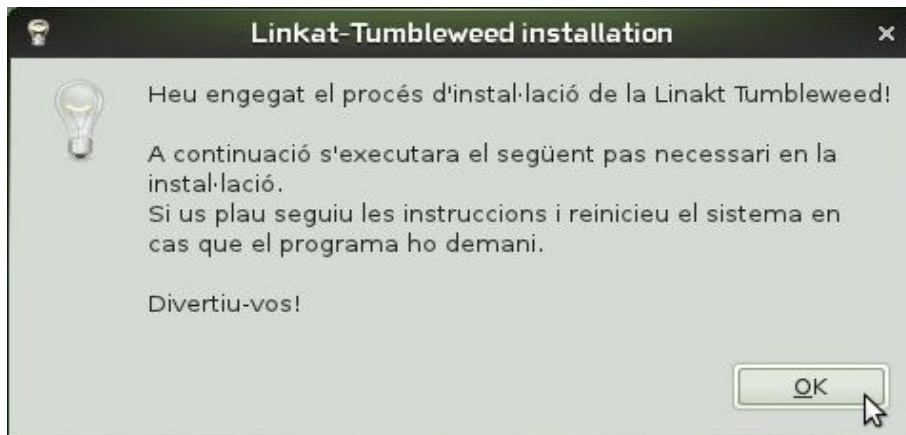 Linkat-Tumbleweed installation
Heu engegat el procés d'instal·lació de la Linakt Tumbleweed!
A continuació s'executara el següent pas necessari en la
instal·lació.
Si us plau seguiu les instruccions i reinicieu el sistema en
cas que el programa ho demani.
Divertiu-vos!
OK